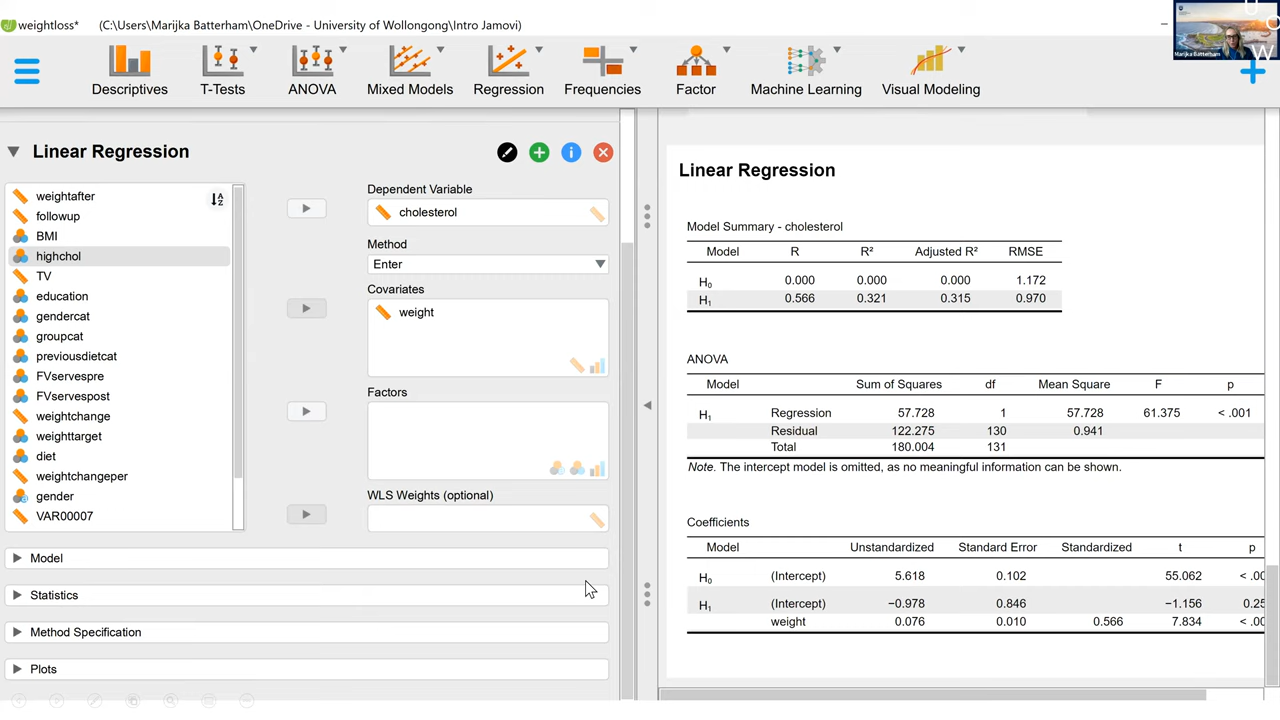 weightloss* (C:\Users\Marijka Batterham\OneDrive - University of Wollongong\Intro Jamovi)
Marijka Batterham
Descriptives T-Tests ANOVA Mixed Models Regression Frequencies Factor Machine Learning Visual Modeling
Linear Regression
weightafter
followup
BMI
highchol
TV
education
gendercat
groupcat
previousdietcat
FVservespre
FVservespost
weightchange
weighttarget
diet
weightchangeper
gender
VAR00007
Dependent Variable
cholesterol
Method
Enter
Covariates
weight
Factors
WLS Weights (optional)
Model
Statistics
Method Specification
Plots
Linear Regression
Model Summary - cholesterol
Model R R² Adjusted R² RMSE
H₀ 0.000 0.000 0.000 1.172
H₁ 0.566 0.321 0.315 0.970
ANOVA
Model Sum of Squares df Mean Square F p
H₁ Regression 57.728 1 57.728 61.375 < .001
Residual 122.275 130 0.941
Total 180.004 131
Note. The intercept model is omitted, as no meaningful information can be shown.
Coefficients
Model Unstandardized Standard Error Standardized t p
H₀ (Intercept) 5.618 0.102 55.062 < .00
H₁ (Intercept) −0.978 0.846 −1.156 0.25
weight 0.076 0.010 0.566 7.834 < .00